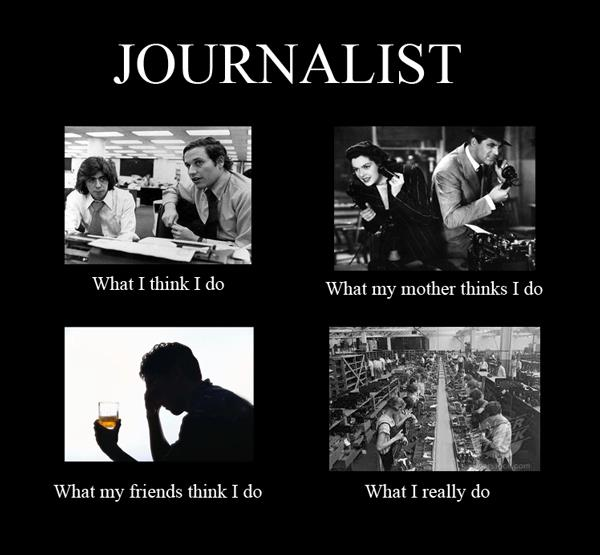 JOURNALIST
What I think I do
What my mother thinks I do
What my friends think I do
What I really do